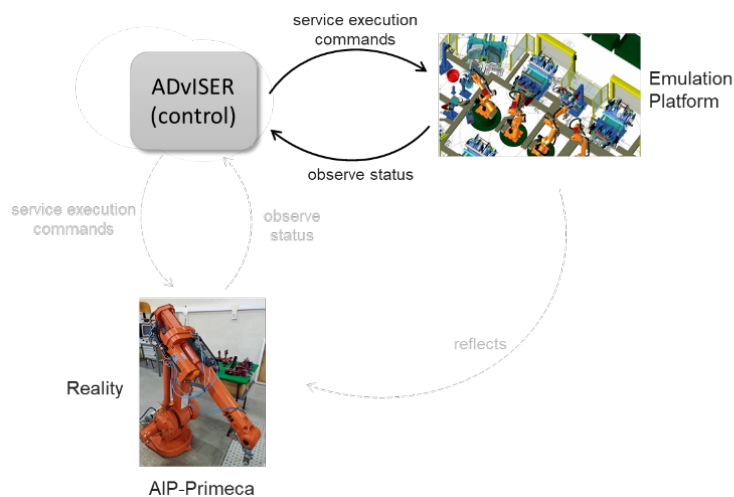 service execution
commands
ADvISER
(control)
Emulation
Platform
observe status
service execution
commands
observe
status
reflects
Reality
AIP-Primeca